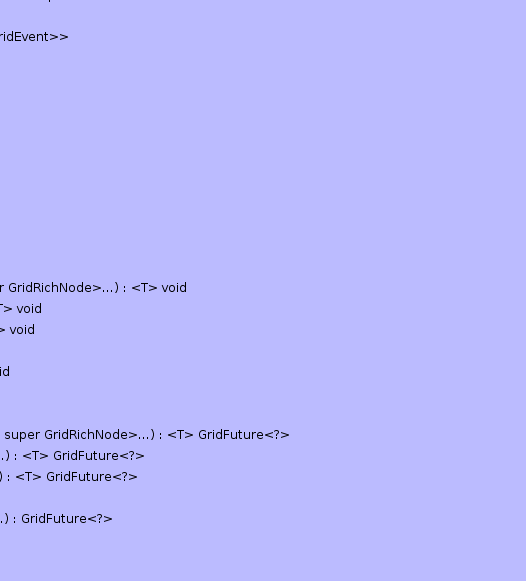 ridEvent>>
r GridRichNode>...) : <T> void
T> void
> void
id
super GridRichNode>...) : <T> GridFuture<?>
..) : <T> GridFuture<?>
) : <T> GridFuture<?>
..) : GridFuture<?>